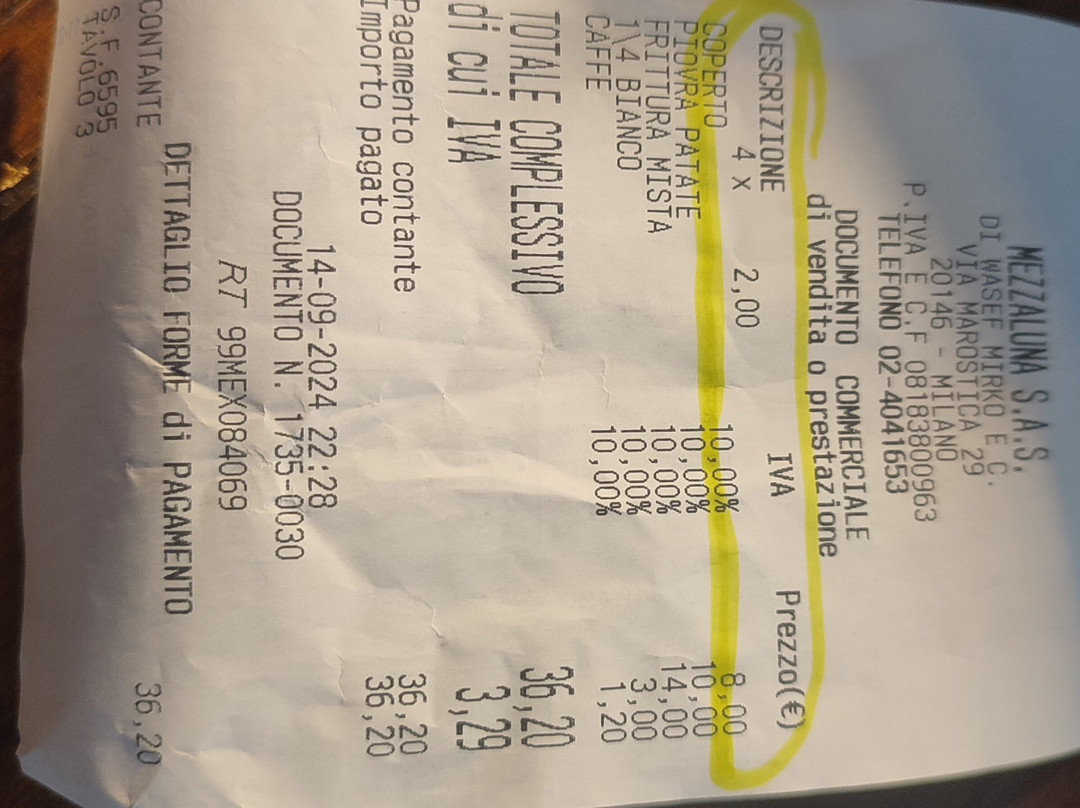 MEZZALUNA S.A.S.
DI WASEF MIRKO E C.
VIA MAROSTICA 29
20146 - MILANO
P.IVA E C.F 08183800963
TELEFONO 02-4041653
DOCUMENTO COMMERCIALE
di vendita o prestazione
DESCRIZIONE IVA Prezzo(€)
4 X 2,00
COPERTO 10,00% 8,00
PIOVRA PATATE 10,00% 10,00
FRITTURA MISTA 10,00% 14,00
1\4 BIANCO 10,00% 3,00
CAFFE 10,00% 1,20
TOTALE COMPLESSIVO 36,20
di cui IVA 3,29
Pagamento contante 36,20
Importo pagato 36,20
14-09-2024 22:28
DOCUMENTO N. 1735-0030
RT 99MEX084069
DETTAGLIO FORME di PAGAMENTO
CONTANTE 36,20
S.F.6595
TAVOLO 3